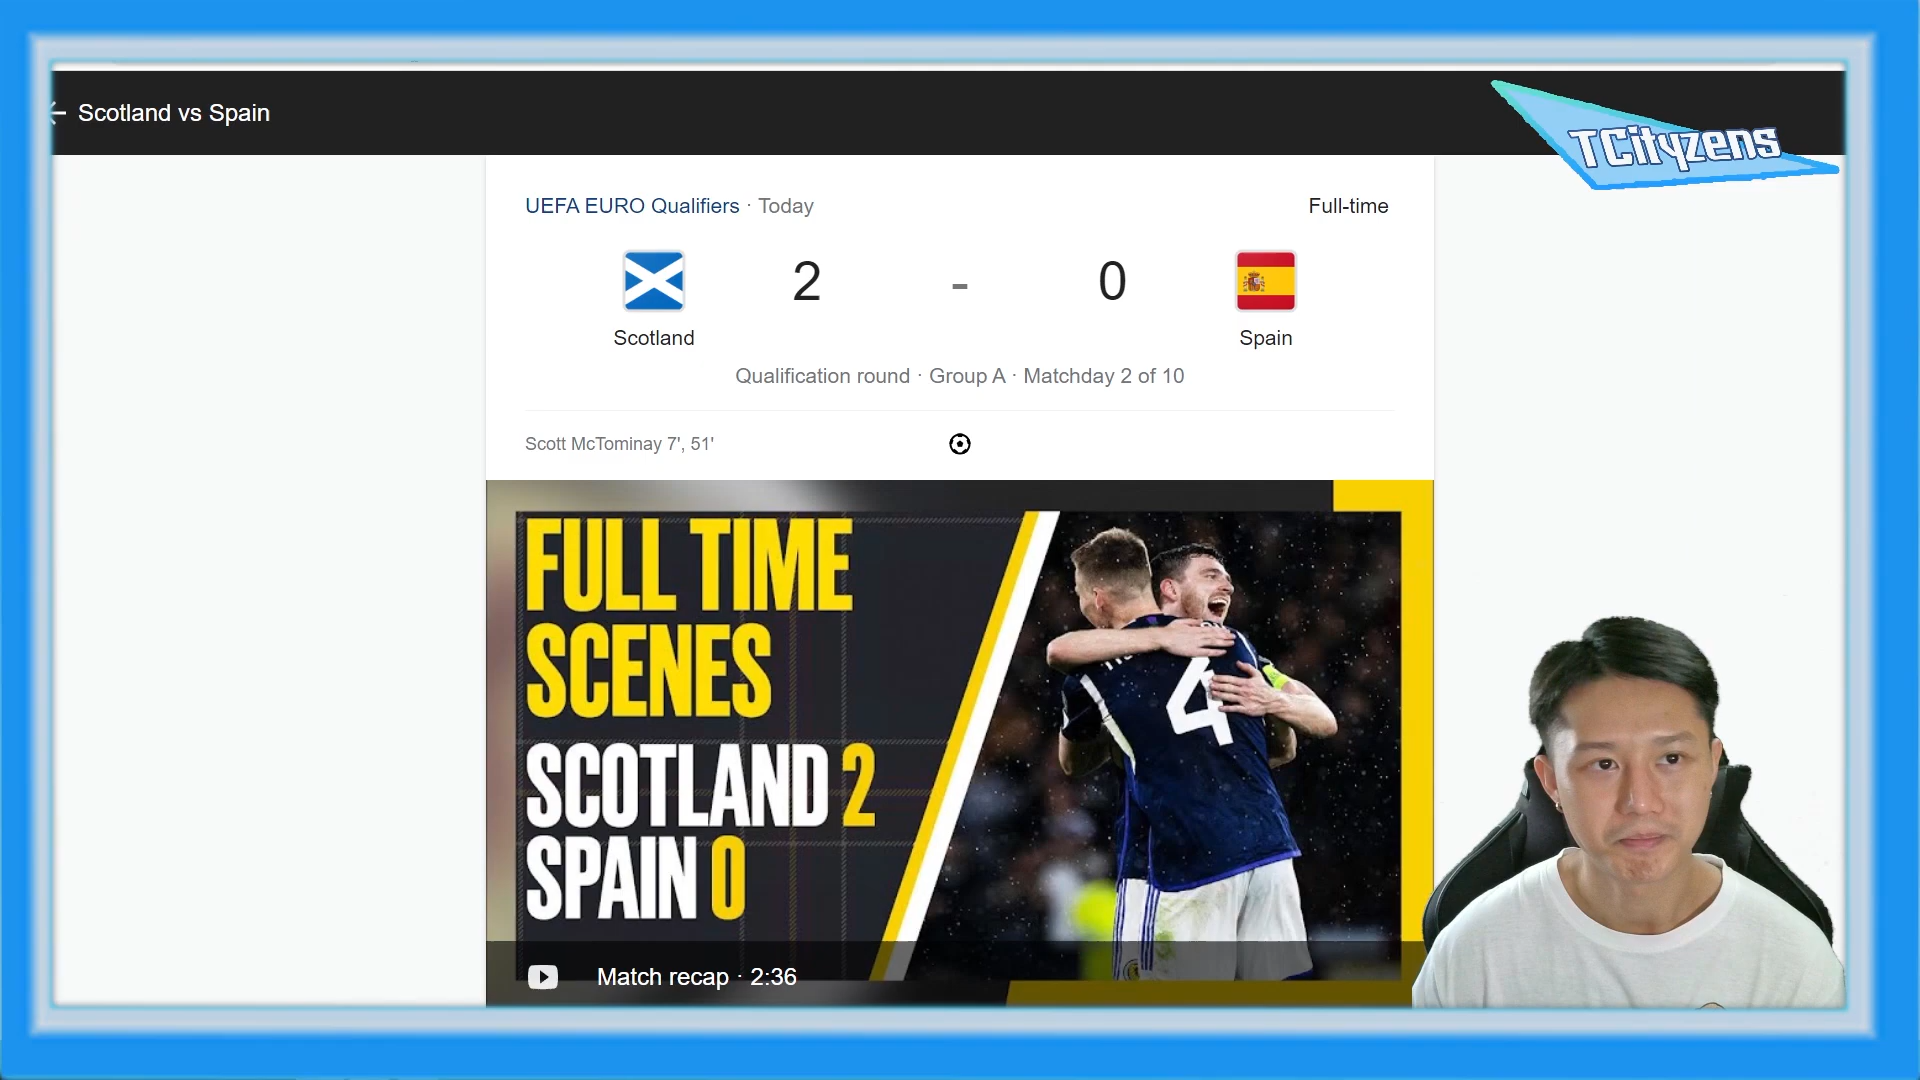 Scotland vs Spain
TCityzens
UEFA EURO Qualifiers · Today
Full-time
2 - 0
Scotland
Spain
Qualification round · Group A · Matchday 2 of 10
Scott McTominay 7', 51'
FULL TIME
SCENES
SCOTLAND 2
SPAIN 0
4
Match recap · 2:36